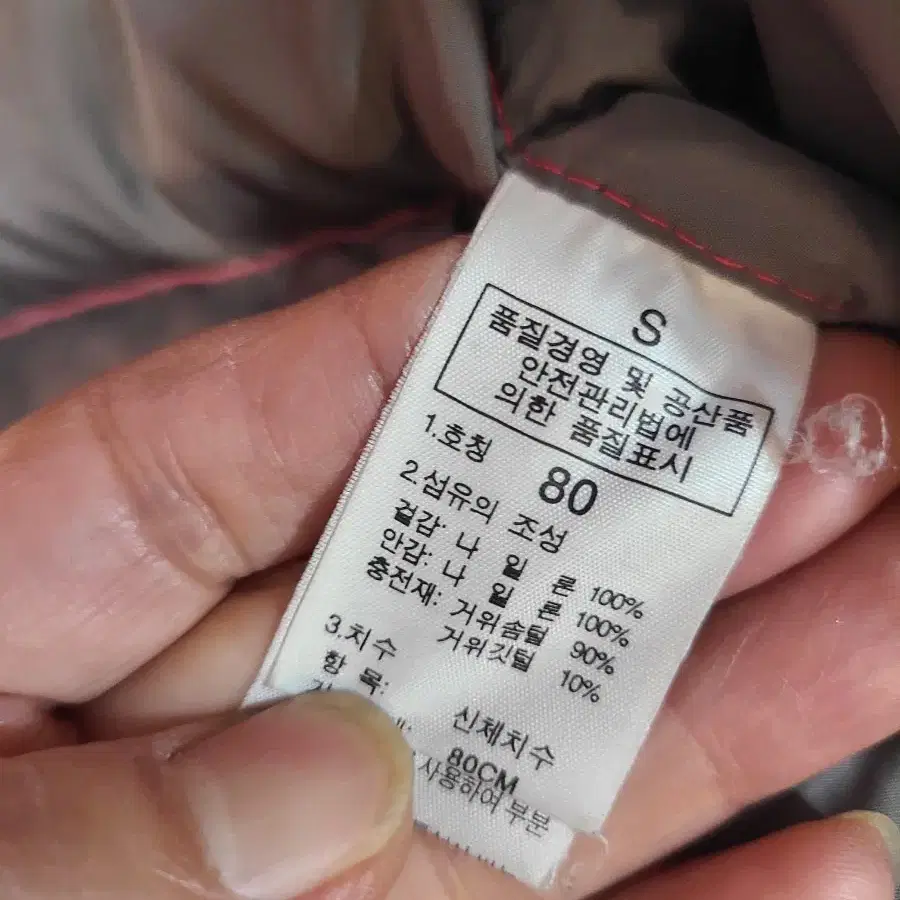 S
품질경영 및 공산품
안전관리법에
의한 품질표시
1.호칭 80
2.섬유의 조성
겉감: 나 일 론 100%
안감: 나 일 론 100%
충전재: 거위솜털 90%
거위깃털 10%
3.치수
항 목: 신체치수
80CM
사용하여 부분